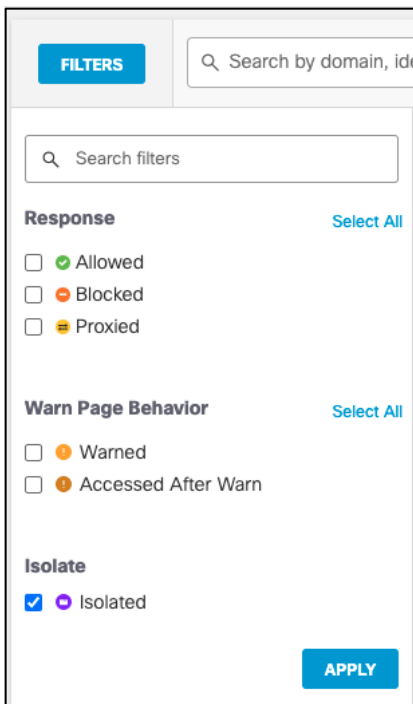 FILTERS
Search by domain, ide
Search filters
Response Select All
Allowed
Blocked
Proxied
Warn Page Behavior Select All
Warned
Accessed After Warn
Isolate
Isolated
APPLY